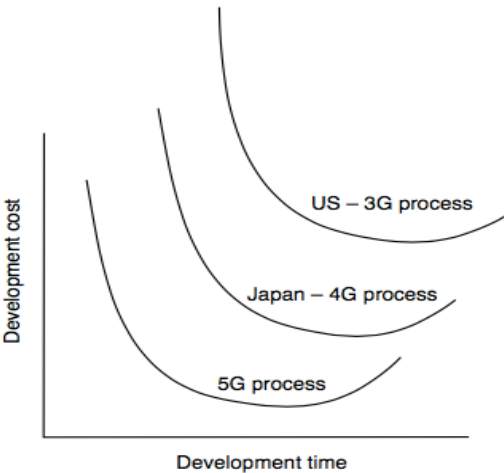 US – 3G process
Development cost
Japan – 4G process
5G process
Development time